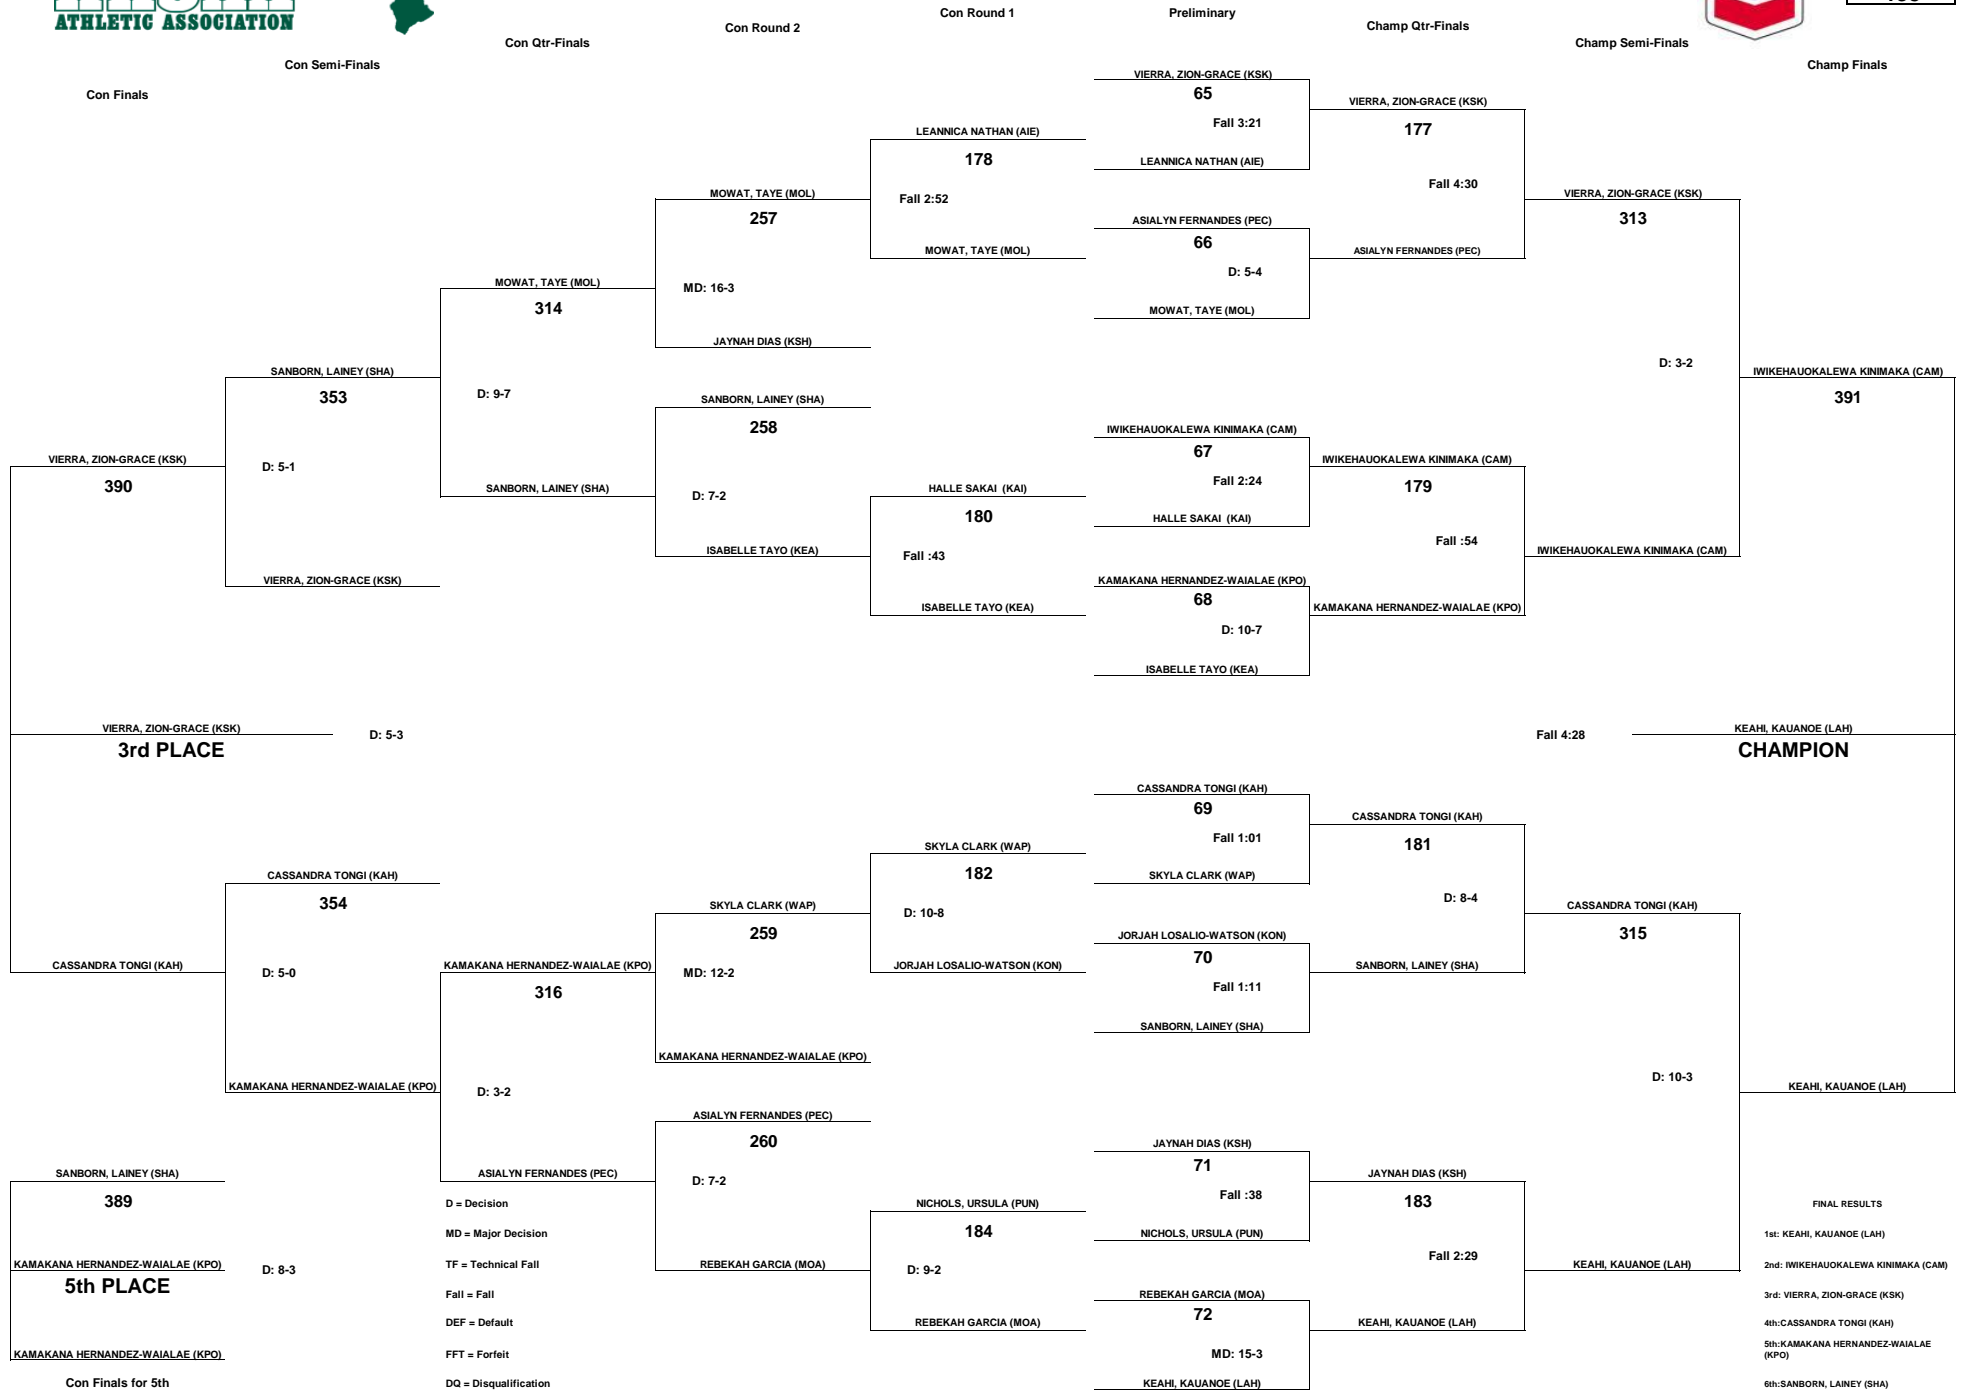 ATHLETIC ASSOCIATION
Con Finals
Con Semi-Finals
Con Qtr-Finals
Con Round 2
Con Round 1
Preliminary
Champ Qtr-Finals
Champ Semi-Finals
Champ Finals
VIERRA, ZION-GRACE (KSK)
65
Fall 3:21
LEANNICA NATHAN (AIE)
ASIALYN FERNANDES (PEC)
66
D: 5-4
MOWAT, TAYE (MOL)
IWIKEHAUOKALEWA KINIMAKA (CAM)
67
Fall 2:24
HALLE SAKAI (KAI)
KAMAKANA HERNANDEZ-WAIALAE (KPO)
68
D: 10-7
ISABELLE TAYO (KEA)
CASSANDRA TONGI (KAH)
69
Fall 1:01
SKYLA CLARK (WAP)
JORJAH LOSALIO-WATSON (KON)
70
Fall 1:11
SANBORN, LAINEY (SHA)
JAYNAH DIAS (KSH)
71
Fall :38
NICHOLS, URSULA (PUN)
REBEKAH GARCIA (MOA)
72
MD: 15-3
KEAHI, KAUANOE (LAH)
VIERRA, ZION-GRACE (KSK)
177
Fall 4:30
ASIALYN FERNANDES (PEC)
IWIKEHAUOKALEWA KINIMAKA (CAM)
179
Fall :54
KAMAKANA HERNANDEZ-WAIALAE (KPO)
CASSANDRA TONGI (KAH)
181
D: 8-4
SANBORN, LAINEY (SHA)
JAYNAH DIAS (KSH)
183
Fall 2:29
KEAHI, KAUANOE (LAH)
VIERRA, ZION-GRACE (KSK)
313
D: 3-2
IWIKEHAUOKALEWA KINIMAKA (CAM)
CASSANDRA TONGI (KAH)
315
D: 10-3
KEAHI, KAUANOE (LAH)
IWIKEHAUOKALEWA KINIMAKA (CAM)
391
Fall 4:28
KEAHI, KAUANOE (LAH)
CHAMPION
KEAHI, KAUANOE (LAH)
LEANNICA NATHAN (AIE)
178
Fall 2:52
MOWAT, TAYE (MOL)
HALLE SAKAI (KAI)
180
Fall :43
ISABELLE TAYO (KEA)
SKYLA CLARK (WAP)
182
D: 10-8
JORJAH LOSALIO-WATSON (KON)
NICHOLS, URSULA (PUN)
184
D: 9-2
REBEKAH GARCIA (MOA)
MOWAT, TAYE (MOL)
257
MD: 16-3
JAYNAH DIAS (KSH)
SANBORN, LAINEY (SHA)
258
D: 7-2
ISABELLE TAYO (KEA)
SKYLA CLARK (WAP)
259
MD: 12-2
KAMAKANA HERNANDEZ-WAIALAE (KPO)
ASIALYN FERNANDES (PEC)
260
D: 7-2
REBEKAH GARCIA (MOA)
MOWAT, TAYE (MOL)
314
D: 9-7
SANBORN, LAINEY (SHA)
KAMAKANA HERNANDEZ-WAIALAE (KPO)
316
D: 3-2
ASIALYN FERNANDES (PEC)
SANBORN, LAINEY (SHA)
353
D: 5-1
VIERRA, ZION-GRACE (KSK)
CASSANDRA TONGI (KAH)
354
D: 5-0
KAMAKANA HERNANDEZ-WAIALAE (KPO)
VIERRA, ZION-GRACE (KSK)
390
VIERRA, ZION-GRACE (KSK)
3rd PLACE
D: 5-3
CASSANDRA TONGI (KAH)
SANBORN, LAINEY (SHA)
389
KAMAKANA HERNANDEZ-WAIALAE (KPO)
5th PLACE
D: 8-3
KAMAKANA HERNANDEZ-WAIALAE (KPO)
Con Finals for 5th
D = Decision
MD = Major Decision
TF = Technical Fall
Fall = Fall
DEF = Default
FFT = Forfeit
DQ = Disqualification
FINAL RESULTS
1st: KEAHI, KAUANOE (LAH)
2nd: IWIKEHAUOKALEWA KINIMAKA (CAM)
3rd: VIERRA, ZION-GRACE (KSK)
4th:CASSANDRA TONGI (KAH)
5th:KAMAKANA HERNANDEZ-WAIALAE
(KPO)
6th:SANBORN, LAINEY (SHA)